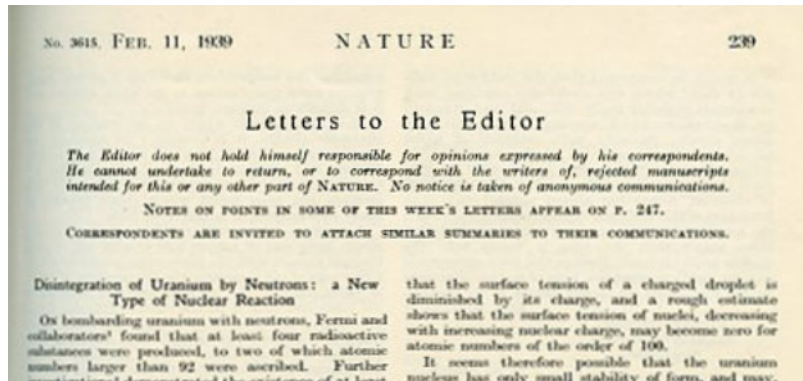 No. 3615, FEB. 11, 1939 NATURE 239
Letters to the Editor
The Editor does not hold himself responsible for opinions expressed by his correspondents.
He cannot undertake to return, or to correspond with the writers of, rejected manuscripts
intended for this or any other part of NATURE. No notice is taken of anonymous communications.
NOTES ON POINTS IN SOME OF THIS WEEK'S LETTERS APPEAR ON P. 247.
CORRESPONDENTS ARE INVITED TO ATTACH SIMILAR SUMMARIES TO THEIR COMMUNICATIONS.
Disintegration of Uranium by Neutrons: a New
Type of Nuclear Reaction
ON bombarding uranium with neutrons, Fermi and
collaborators¹ found that at least four radioactive
substances were produced, to two of which atomic
numbers larger than 92 were ascribed. Further
investigations demonstrated the existence of at least
that the surface tension of a charged droplet is
diminished by its charge, and a rough estimate
shows that the surface tension of nuclei, decreasing
with increasing nuclear charge, may become zero for
atomic numbers of the order of 100.
It seems therefore possible that the uranium
nucleus has only small stability of form, and may,